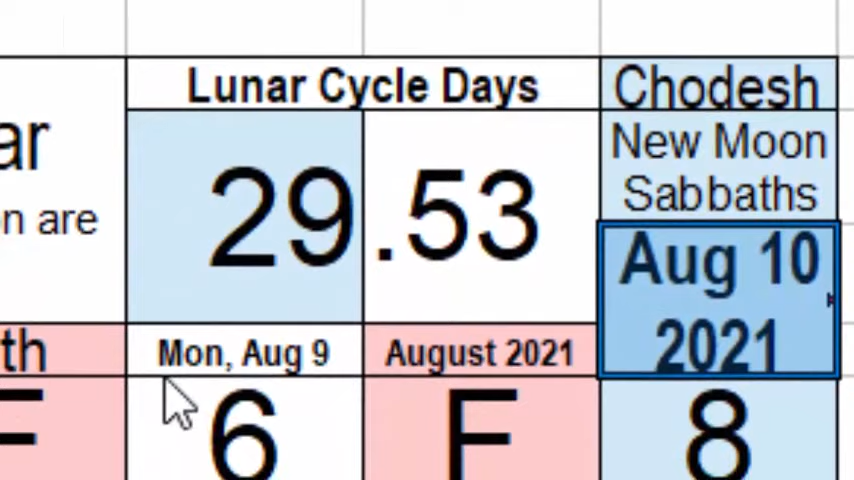 Lunar Cycle Days
Chodesh
ar
New Moon
Sabbaths
n are
29
.53
Aug 10
2021
th
Mon, Aug 9
August 2021
F
6
F
8